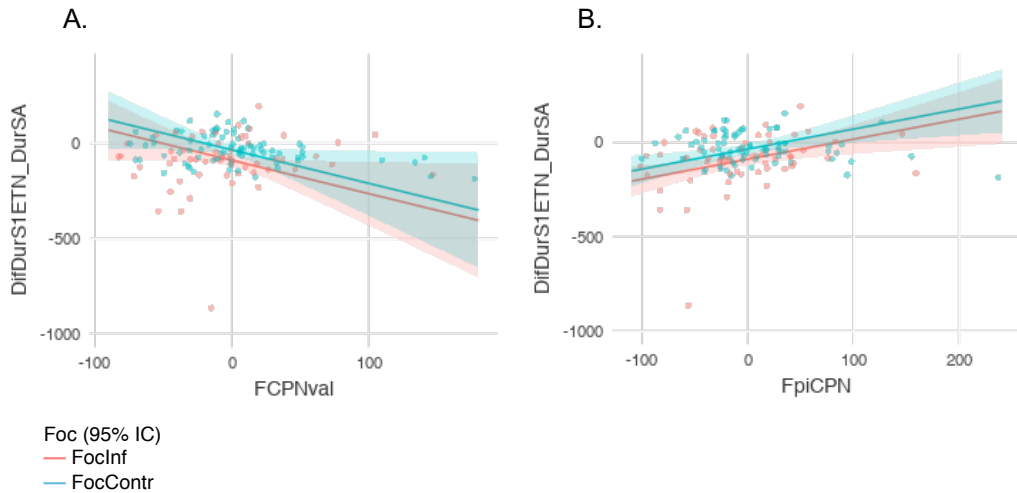 A.
B.
DifDurS1ETN_DurSA
0
-500
-1000
-100
0
100
FCPNval
DifDurS1ETN_DurSA
0
-500
-1000
-100
0
100
200
FpiCPN
Foc (95% IC)
FocInf
FocContr